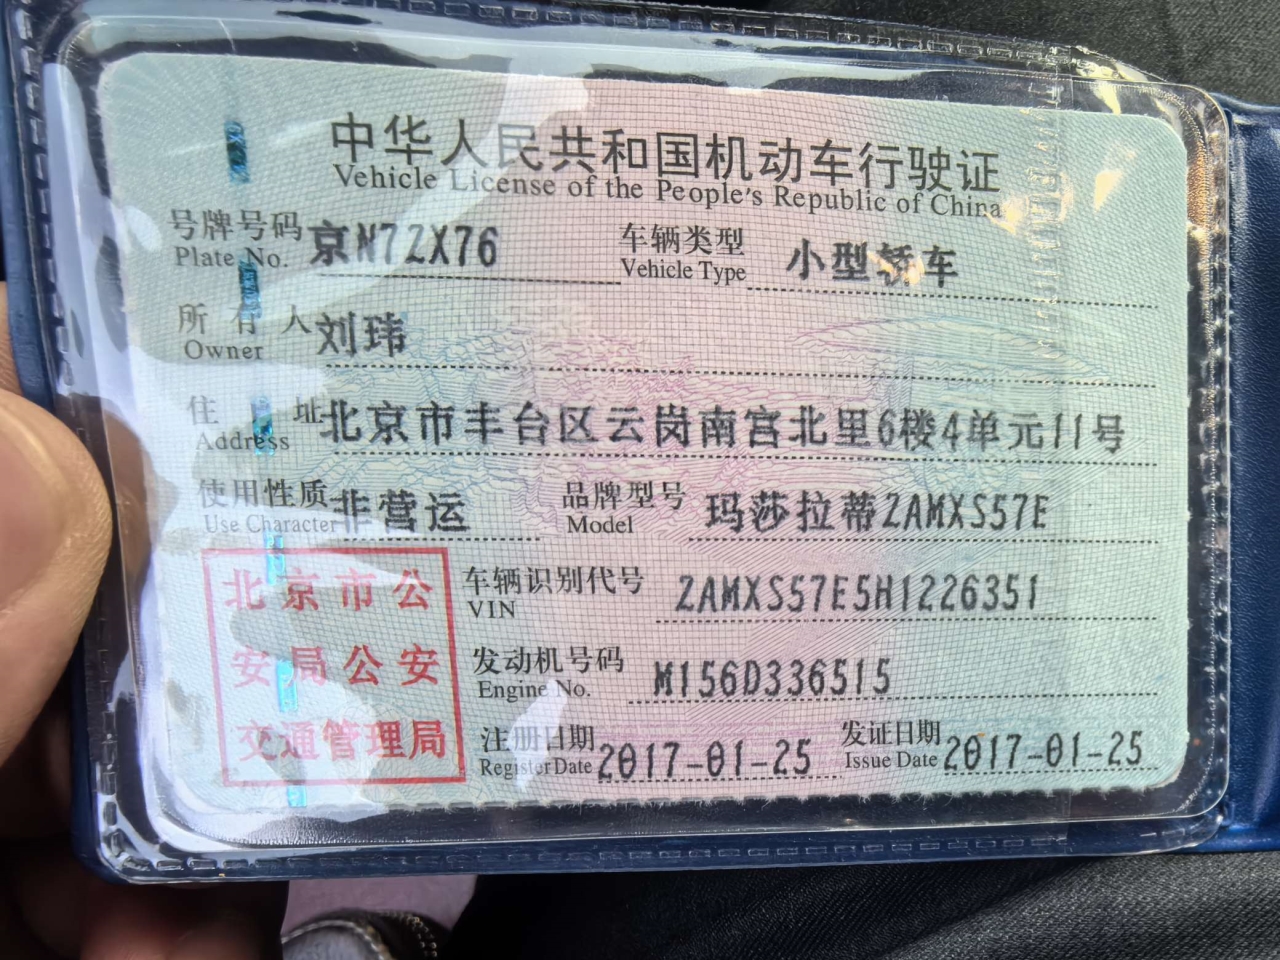 中华人民共和国机动车行驶证
Vehicle License of the People's Republic of China
号牌号码 京N7ZX76 车辆类型 小型轿车
Plate No. Vehicle Type
所有人 刘玮
Owner
住址 北京市丰台区云岗南宫北里6楼4单元11号
Address
使用性质 非营运 品牌型号 玛莎拉蒂ZAMXS57E
Use Character Model
北京市公
安局公安
交通管理局
车辆识别代号 ZAMXS57E5H1226351
VIN
发动机号码 M156D336515
Engine No.
注册日期 2017-01-25 发证日期 2017-01-25
Register Date Issue Date